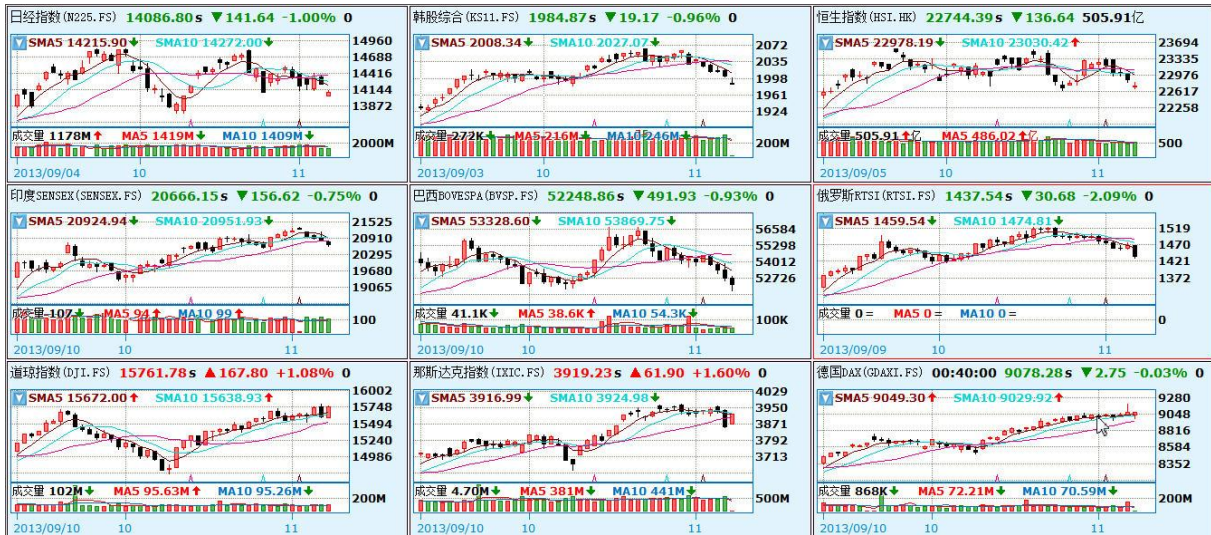 日经指数(N225.FS) 14086.80s ▼141.64 -1.00% 0
SMA5 14215.90↓ SMA10 14272.00↓
14960
14688
14416
14144
13872
成交量 1178M↑ MA5 1419M↓ MA10 1409M↓
2000M
2013/09/04 10 11
韩股综合(KS11.FS) 1984.87s ▼19.17 -0.96% 0
SMA5 2008.34↓ SMA10 2027.07↓
2072
2035
1998
1961
1924
成交量 272K↓ MA5 216M↓ MA10 246M↓
200M
2013/09/03 10 11
恒生指数(HSI.HK) 22744.39s ▼136.64 505.91亿
SMA5 22978.19↓ SMA10 23030.42↑
23694
23335
22976
22617
22258
成交量 505.91↑亿 MA5 486.02↑亿
500
2013/09/05 10 11
印度SENSEX(SENSEX.FS) 20666.15s ▼156.62 -0.75% 0
SMA5 20924.94↓ SMA10 20951.93↓
21525
20910
20295
19680
19065
成交量 107↓ MA5 94↑ MA10 99↑
100
2013/09/10 10 11
巴西BOVESPA(BVSP.FS) 52248.86s ▼491.93 -0.93% 0
SMA5 53328.60↓ SMA10 53869.75↓
56584
55298
54012
52726
成交量 41.1K↓ MA5 38.6K↑ MA10 54.3K↓
100K
2013/09/10 10 11
俄罗斯RTSI(RTSI.FS) 1437.54s ▼30.68 -2.09% 0
SMA5 1459.54↓ SMA10 1474.81↓
1519
1470
1421
1372
成交量 0= MA5 0= MA10 0=
0
2013/09/09 10 11
道琼指数(DJI.FS) 15761.78s ▲167.80 +1.08% 0
SMA5 15672.00↑ SMA10 15638.93↑
16002
15748
15494
15240
14986
成交量 102M↓ MA5 95.63M↑ MA10 95.26M↓
200M
2013/09/10 10 11
那斯达克指数(IXIC.FS) 3919.23s ▲61.90 +1.60% 0
SMA5 3916.99↓ SMA10 3924.98↓
4029
3950
3871
3792
3713
成交量 4.70M↓ MA5 381M↓ MA10 441M↓
500M
2013/09/10 10 11
德国DAX(GDAXI.FS) 00:40:00 9078.28s ▼2.75 -0.03% 0
SMA5 9049.30↑ SMA10 9029.92↑
9280
9048
8816
8584
8352
成交量 868K↓ MA5 72.21M↓ MA10 70.59M↓
200M
2013/09/10 10 11